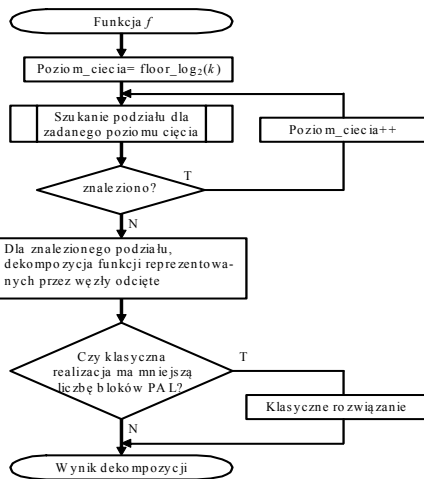 Funkcja f
Poziom_ciecia= floor_log₂(k)
Szukanie podziału dla
zadanego poziomu cięcia
Poziom_ciecia++
znaleziono?
T
N
Dla znalezionego podziału,
dekompozycja funkcji reprezentowa-
nych przez węzły odcięte
Czy klasyczna
realizacja ma mniejszą
liczbę bloków PAL?
T
Klasyczne rozwiązanie
N
Wynik dekompozycji